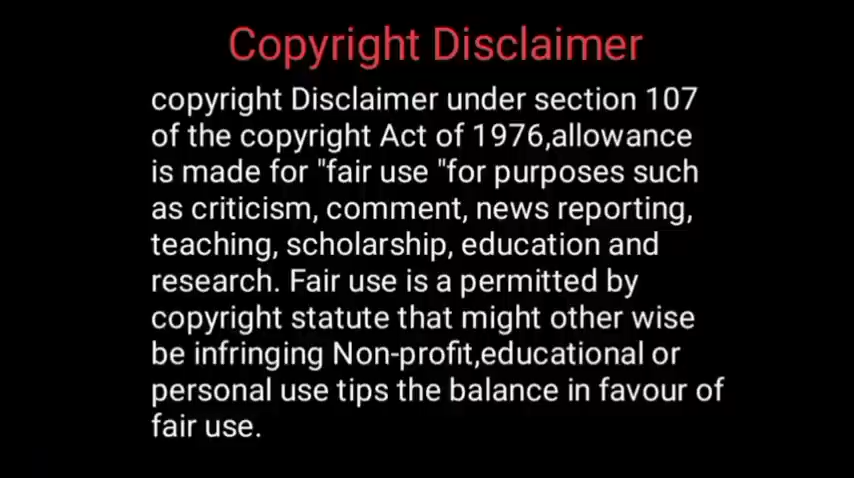 Copyright Disclaimer
copyright Disclaimer under section 107
of the copyright Act of 1976,allowance
is made for "fair use "for purposes such
as criticism, comment, news reporting,
teaching, scholarship, education and
research. Fair use is a permitted by
copyright statute that might other wise
be infringing Non-profit,educational or
personal use tips the balance in favour of
fair use.